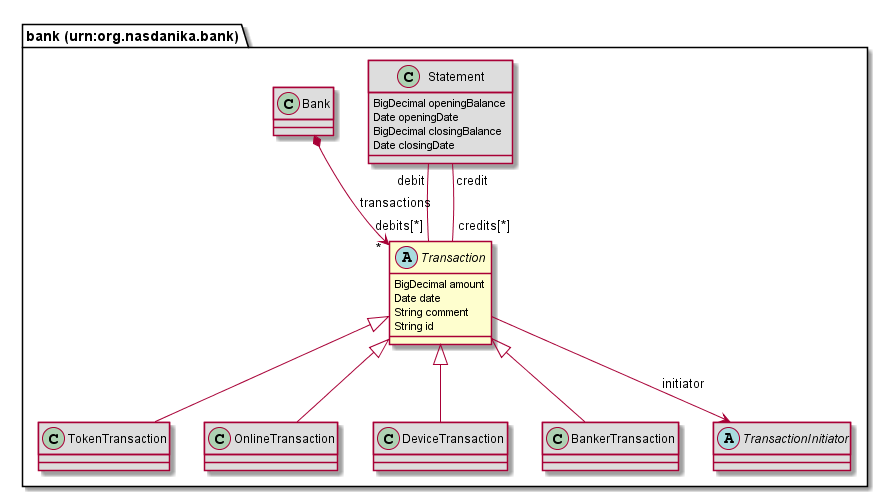 bank (urn:org.nasdanika.bank)
C Statement
BigDecimal openingBalance
Date openingDate
BigDecimal closingBalance
Date closingDate
C Bank
debit
credit
transactions
debits[*]
credits[*]
*
A Transaction
BigDecimal amount
Date date
String comment
String id
initiator
C TokenTransaction
C OnlineTransaction
C DeviceTransaction
C BankerTransaction
A TransactionInitiator